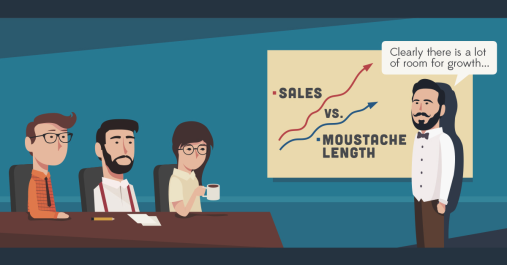 Clearly there is a lot
of room for growth...
SALES
VS.
MOUSTACHE
LENGTH